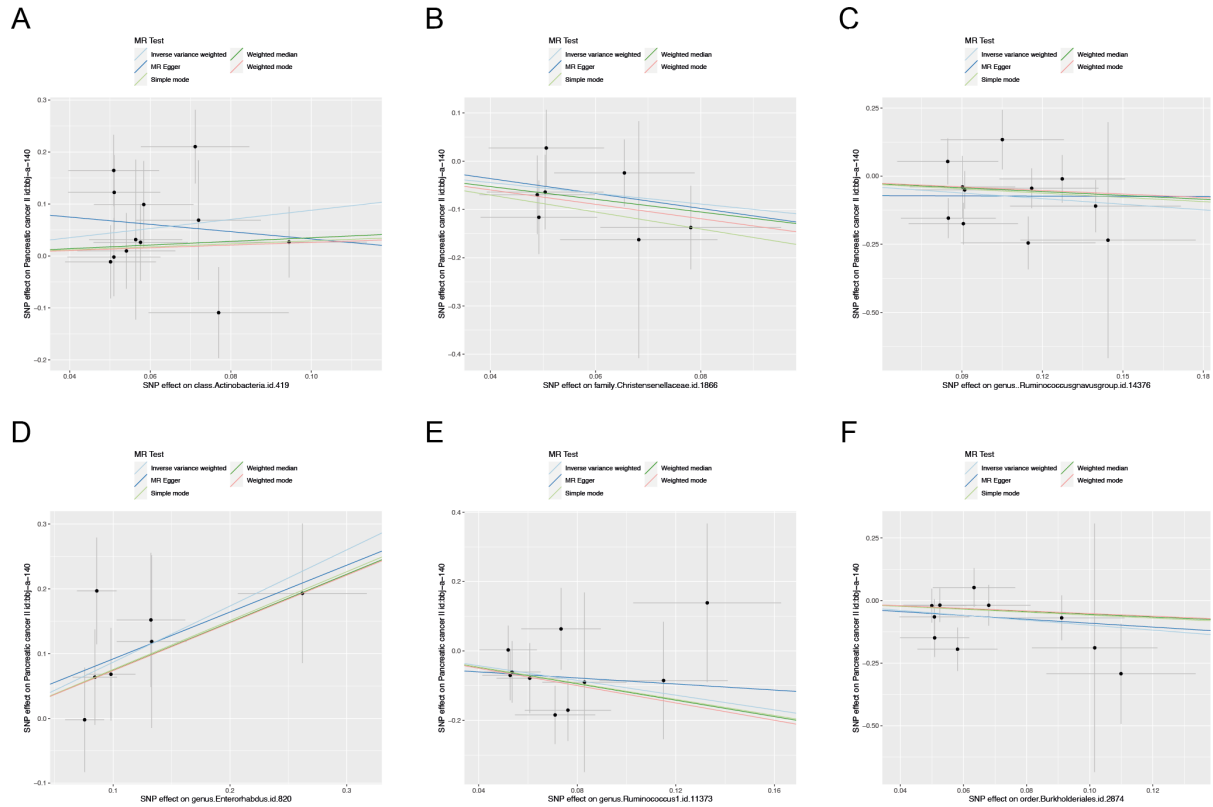 A
MR Test
Inverse variance weighted
Weighted median
MR Egger
Weighted mode
Simple mode
SNP effect on Pancreatic cancer II id:bbj-a-140
0.3
0.2
0.1
0.0
−0.1
−0.2
0.04
0.06
0.08
0.10
SNP effect on class.Actinobacteria.id.419
B
MR Test
Inverse variance weighted
Weighted median
MR Egger
Weighted mode
Simple mode
SNP effect on Pancreatic cancer II id:bbj-a-140
0.1
0.0
−0.1
−0.2
−0.3
−0.4
0.04
0.06
0.08
SNP effect on family.Christensenellaceae.id.1866
C
MR Test
Inverse variance weighted
Weighted median
MR Egger
Weighted mode
Simple mode
SNP effect on Pancreatic cancer II id:bbj-a-140
0.25
0.00
−0.25
−0.50
0.09
0.12
0.15
0.18
SNP effect on genus..Ruminococcusgnavusgroup.id.14376
D
MR Test
Inverse variance weighted
Weighted median
MR Egger
Weighted mode
Simple mode
SNP effect on Pancreatic cancer II id:bbj-a-140
0.3
0.2
0.1
0.0
−0.1
0.1
0.2
0.3
SNP effect on genus.Enterorhabdus.id.820
E
MR Test
Inverse variance weighted
Weighted median
MR Egger
Weighted mode
Simple mode
SNP effect on Pancreatic cancer II id:bbj-a-140
0.4
0.2
0.0
−0.2
0.04
0.08
0.12
0.16
SNP effect on genus.Ruminococcus1.id.11373
F
MR Test
Inverse variance weighted
Weighted median
MR Egger
Weighted mode
Simple mode
SNP effect on Pancreatic cancer II id:bbj-a-140
0.25
0.00
−0.25
−0.50
0.04
0.06
0.08
0.10
0.12
SNP effect on order.Burkholderiales.id.2874